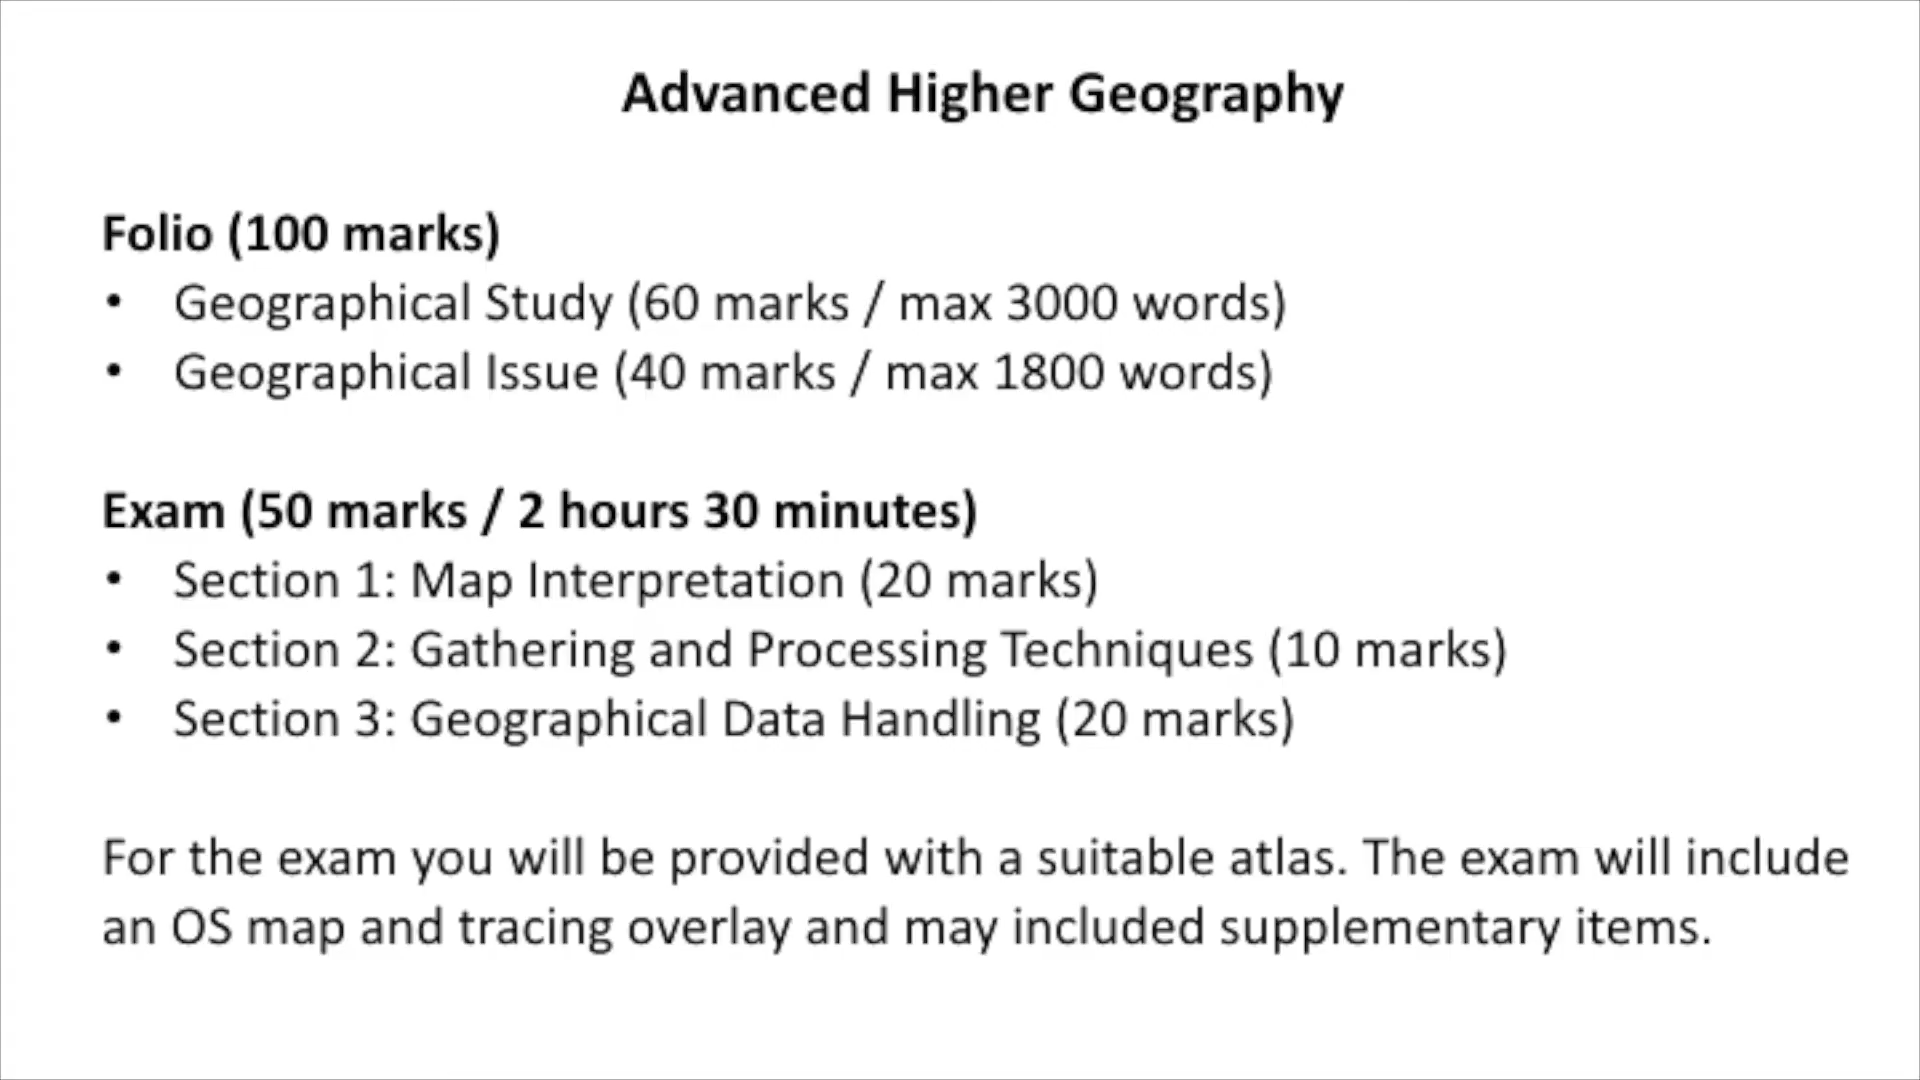 Advanced Higher Geography
Folio (100 marks)
• Geographical Study (60 marks / max 3000 words)
• Geographical Issue (40 marks / max 1800 words)
Exam (50 marks / 2 hours 30 minutes)
• Section 1: Map Interpretation (20 marks)
• Section 2: Gathering and Processing Techniques (10 marks)
• Section 3: Geographical Data Handling (20 marks)
For the exam you will be provided with a suitable atlas. The exam will include
an OS map and tracing overlay and may included supplementary items.